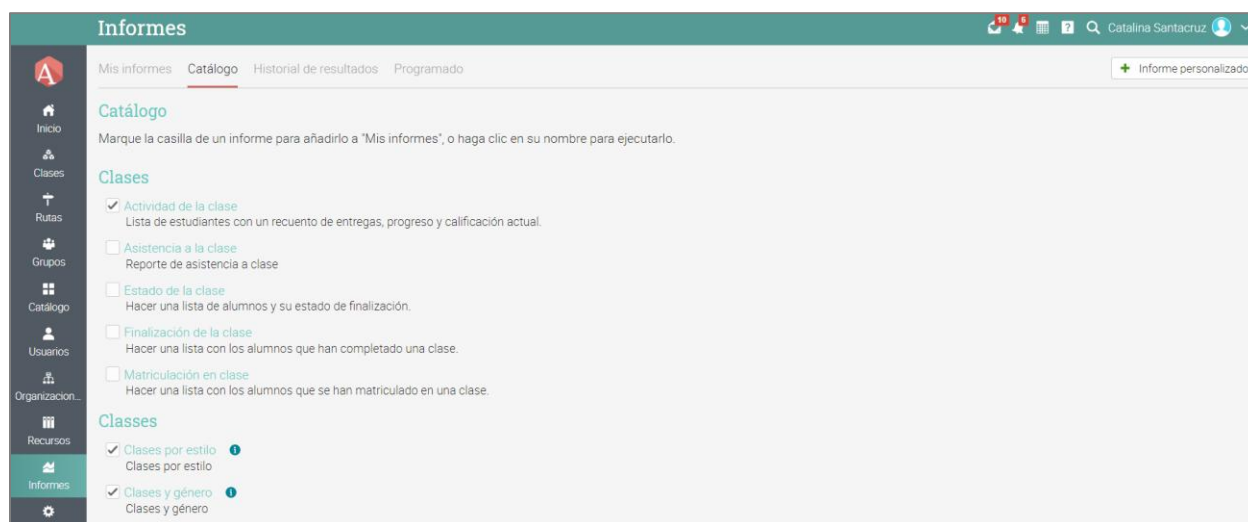 Informes
10
6
Catalina Santacruz
Mis informes Catálogo Historial de resultados Programado
+ Informe personalizado
A
Inicio
Clases
Rutas
Grupos
Catálogo
Usuarios
Organizacion...
Recursos
Informes
Catálogo
Marque la casilla de un informe para añadirlo a "Mis informes", o haga clic en su nombre para ejecutarlo.
Clases
Actividad de la clase
Lista de estudiantes con un recuento de entregas, progreso y calificación actual.
Asistencia a la clase
Reporte de asistencia a clase
Estado de la clase
Hacer una lista de alumnos y su estado de finalización.
Finalización de la clase
Hacer una lista con los alumnos que han completado una clase.
Matriculación en clase
Hacer una lista con los alumnos que se han matriculado en una clase.
Classes
Clases por estilo
Clases por estilo
Clases y género
Clases y género